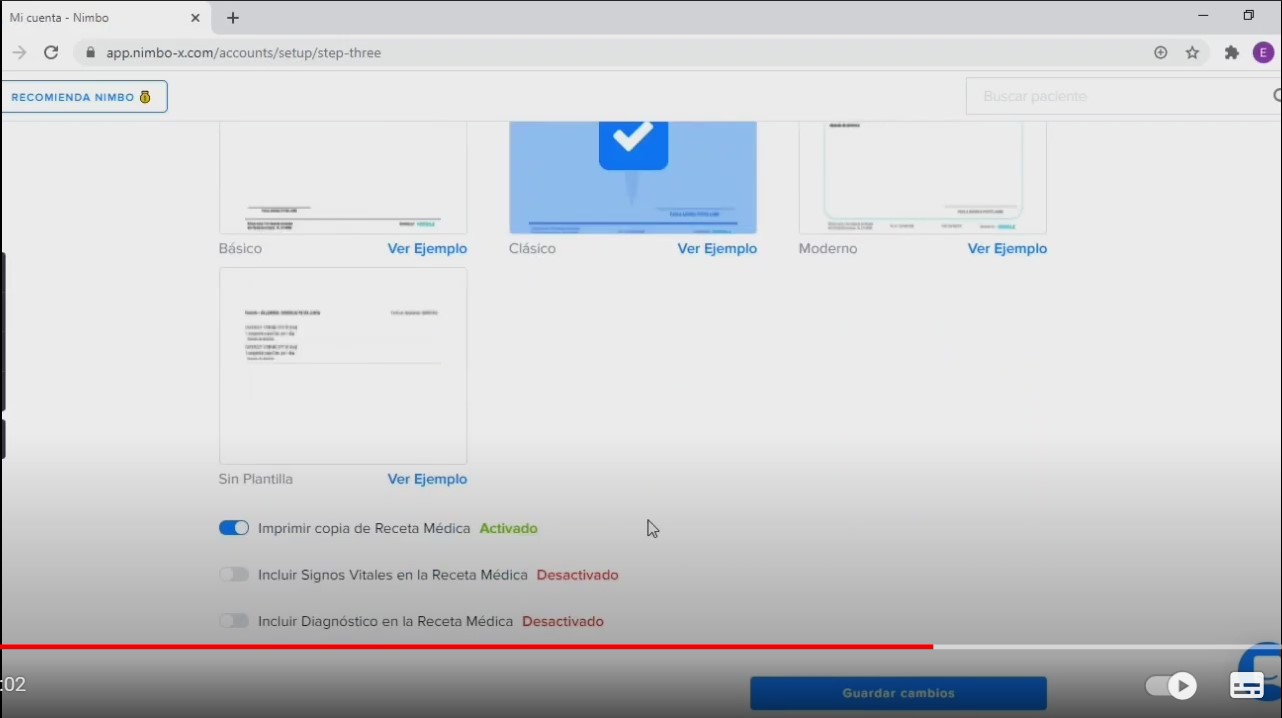 Mi cuenta - Nimbo
app.nimbo-x.com/accounts/setup/step-three
E
RECOMIENDA NIMBO
Buscar paciente
Básico Ver Ejemplo Clásico Ver Ejemplo Moderno Ver Ejemplo
Sin Plantilla Ver Ejemplo
Imprimir copia de Receta Médica Activado
Incluir Signos Vitales en la Receta Médica Desactivado
Incluir Diagnóstico en la Receta Médica Desactivado
:02
Guardar cambios